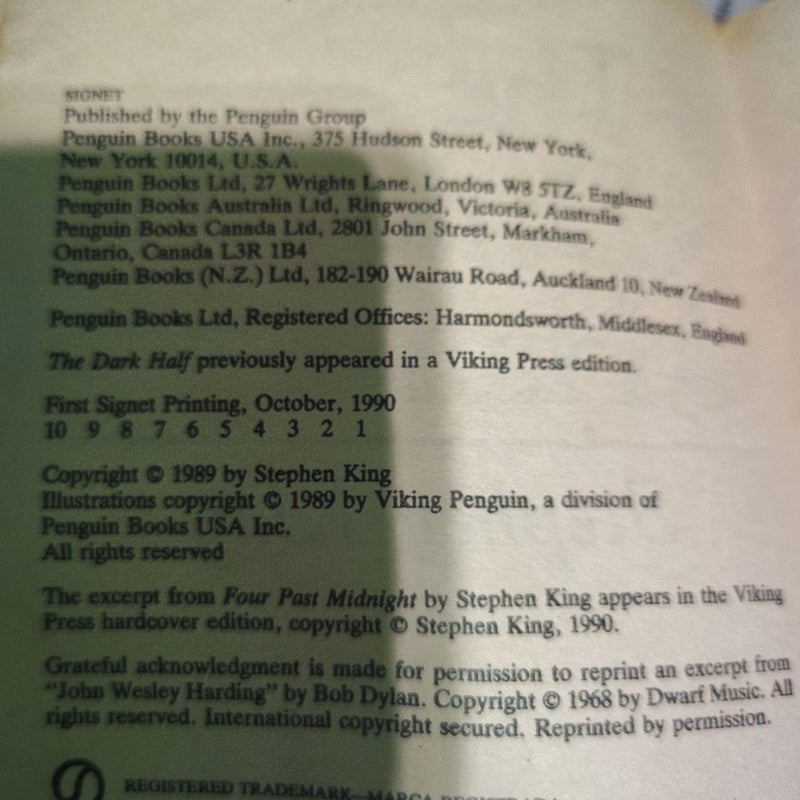 SIGNET
Published by the Penguin Group
Penguin Books USA Inc., 375 Hudson Street, New York,
New York 10014, U.S.A.
Penguin Books Ltd, 27 Wrights Lane, London W8 5TZ, England
Penguin Books Australia Ltd, Ringwood, Victoria, Australia
Penguin Books Canada Ltd, 2801 John Street, Markham,
Ontario, Canada L3R 1B4
Penguin Books (N.Z.) Ltd, 182-190 Wairau Road, Auckland 10, New Zealand
Penguin Books Ltd, Registered Offices: Harmondsworth, Middlesex, England
The Dark Half previously appeared in a Viking Press edition.
First Signet Printing, October, 1990
10 9 8 7 6 5 4 3 2 1
Copyright © 1989 by Stephen King
Illustrations copyright © 1989 by Viking Penguin, a division of
Penguin Books USA Inc.
All rights reserved
The excerpt from Four Past Midnight by Stephen King appears in the Viking
Press hardcover edition, copyright © Stephen King, 1990.
Grateful acknowledgment is made for permission to reprint an excerpt from
"John Wesley Harding" by Bob Dylan. Copyright © 1968 by Dwarf Music. All
rights reserved. International copyright secured. Reprinted by permission.
REGISTERED TRADEMARK—MARCA